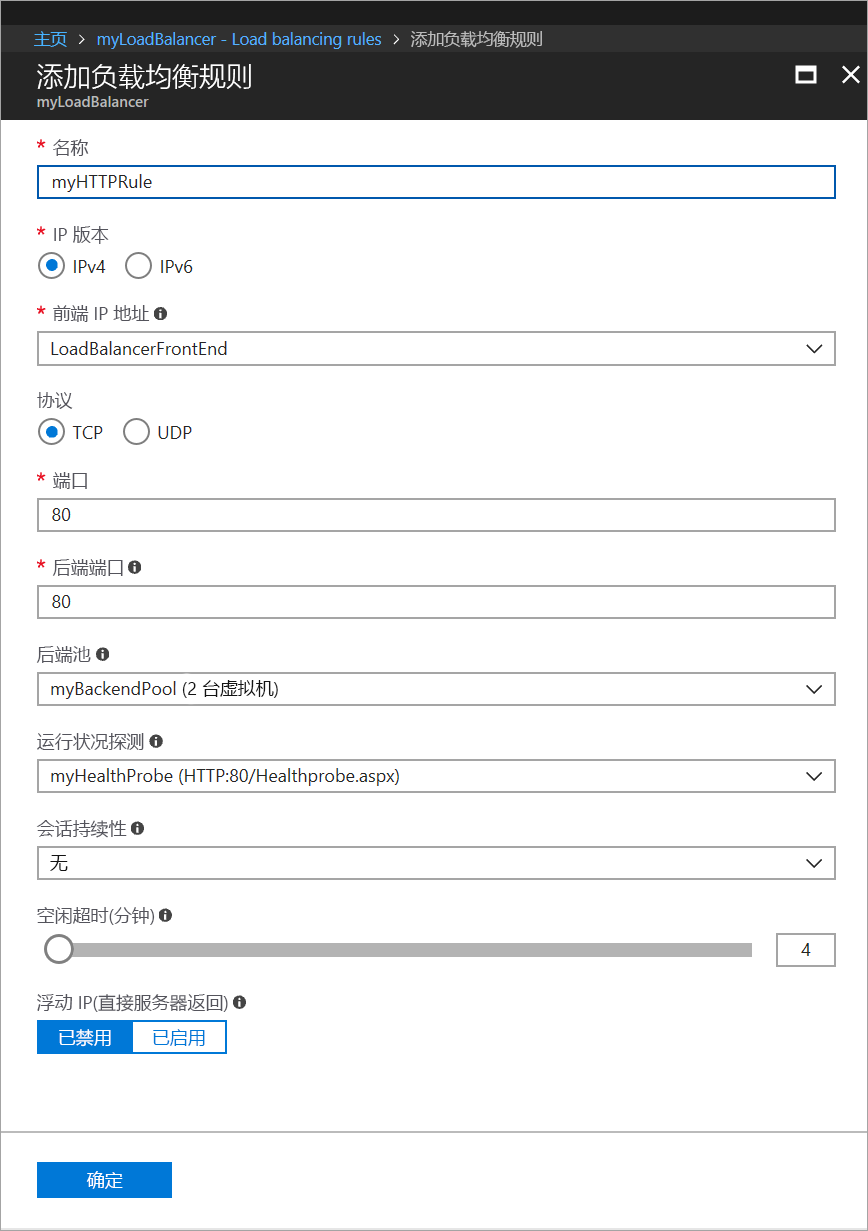 主页 > myLoadBalancer - Load balancing rules > 添加负载均衡规则
添加负载均衡规则
myLoadBalancer
* 名称
myHTTPRule
* IP 版本
IPv4 IPv6
* 前端 IP 地址
LoadBalancerFrontEnd
协议
TCP UDP
* 端口
80
* 后端端口
80
后端池
myBackendPool (2 台虚拟机)
运行状况探测
myHealthProbe (HTTP:80/Healthprobe.aspx)
会话持续性
无
空闲超时(分钟)
4
浮动 IP(直接服务器返回)
已禁用 已启用
确定